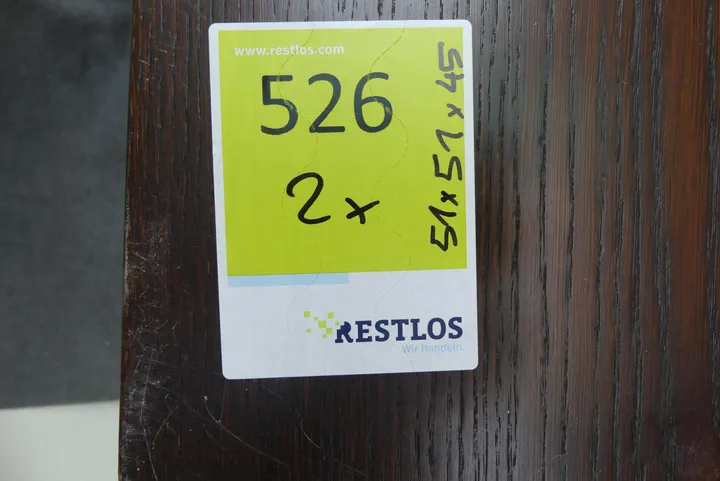 www.restlos.com
526
2x
51x51x45
RESTLOS
Wir handeln.